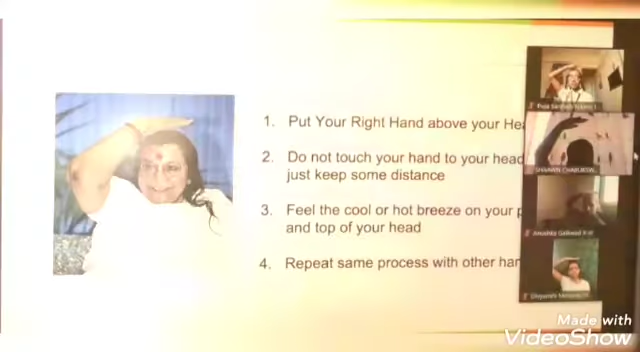 1. Put Your Right Hand above your Hea
2. Do not touch your hand to your head
just keep some distance
3. Feel the cool or hot breeze on your p
and top of your head
4. Repeat same process with other han
Made with
VideoShow